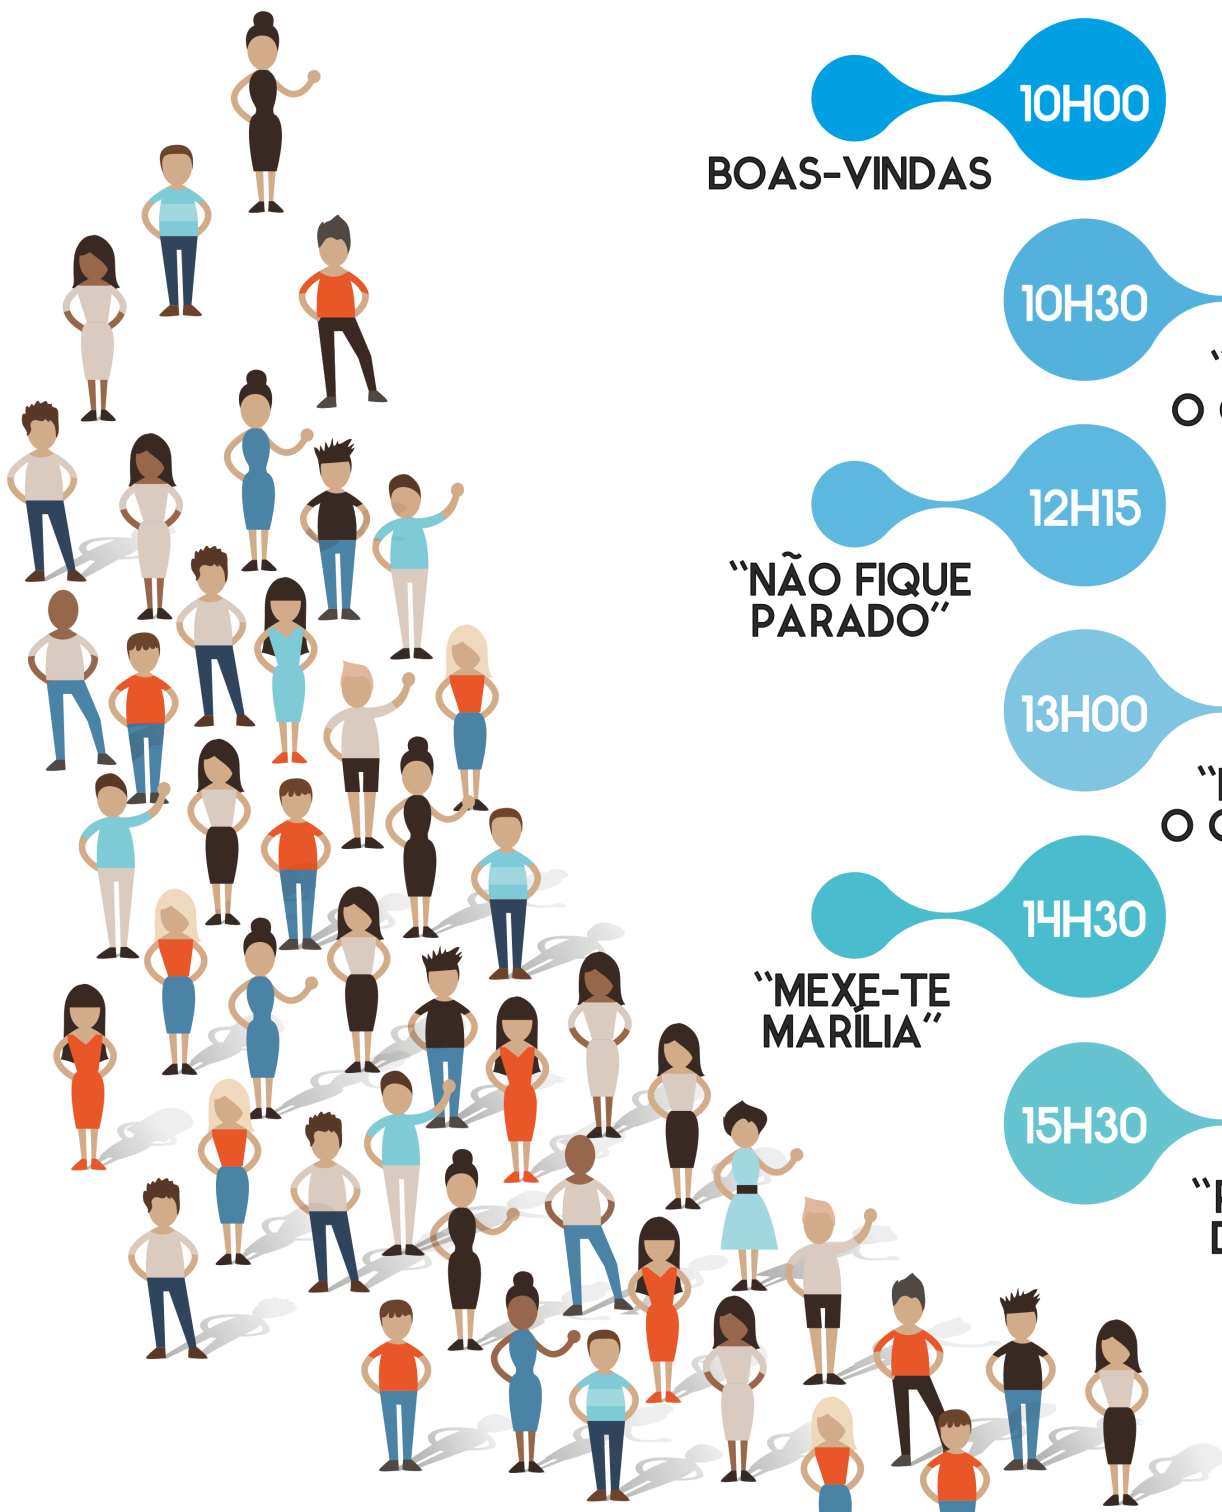 10H00
BOAS-VINDAS
10H30
O
12H15
“NÃO FIQUE
PARADO”
13H00
O
14H30
“MEXE-TE
MARÍLIA”
15H30